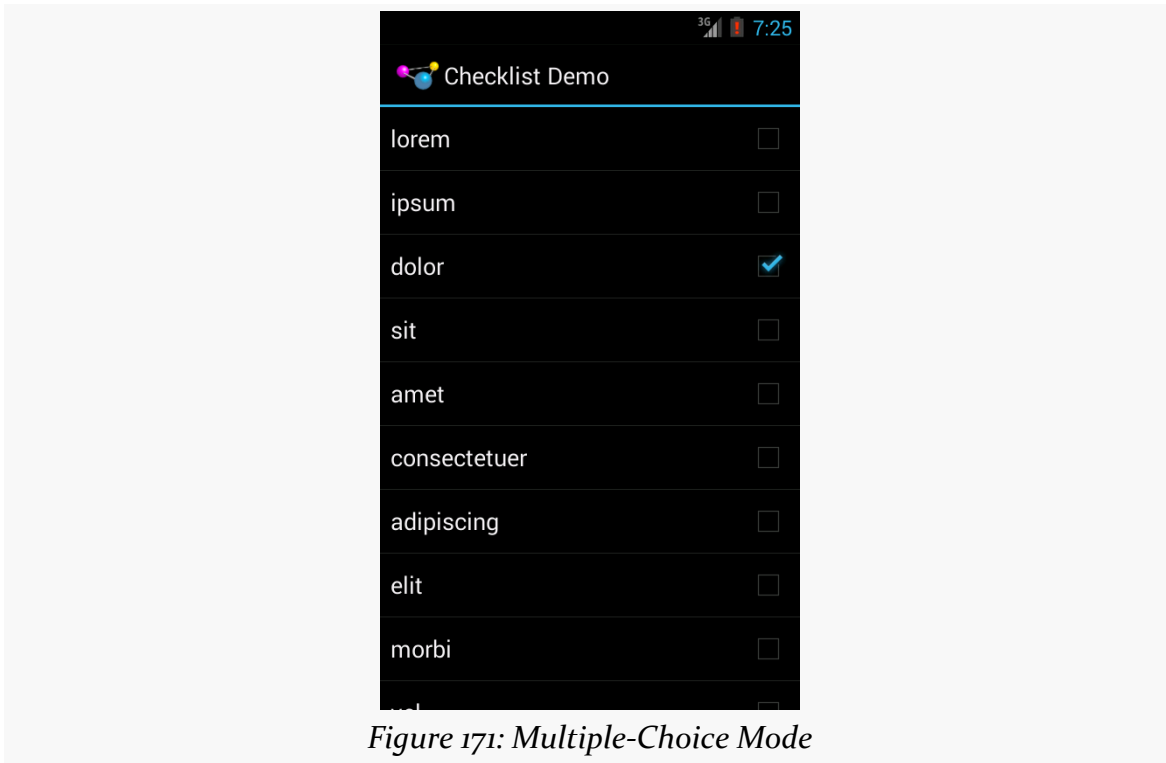 3G 7:25
Checklist Demo
lorem
ipsum
dolor
sit
amet
consectetuer
adipiscing
elit
morbi
Figure 171: Multiple-Choice Mode